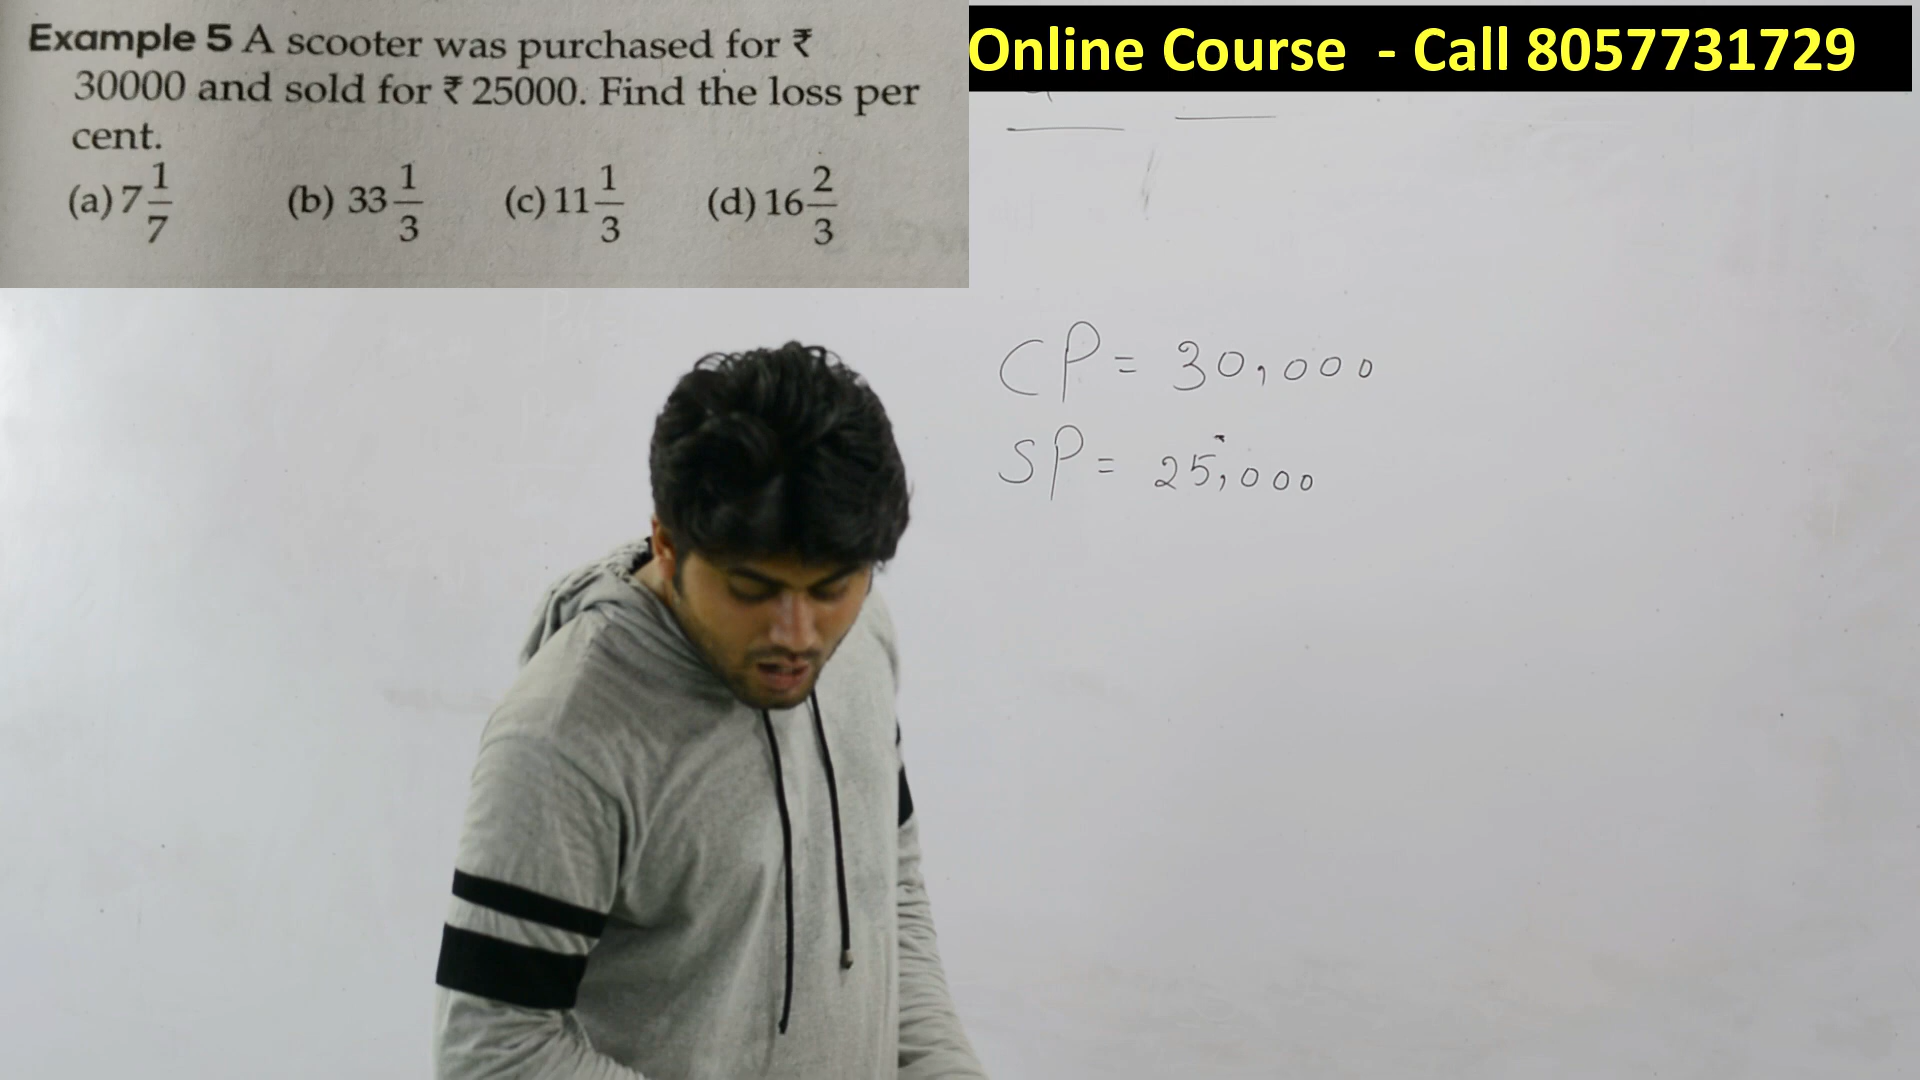 Example 5 A scooter was purchased for ₹
30000 and sold for ₹ 25000. Find the loss per
cent.
(a) 7 1/7 (b) 33 1/3 (c) 11 1/3 (d) 16 2/3
Online Course - Call 8057731729
CP = 30,000
SP = 25,000